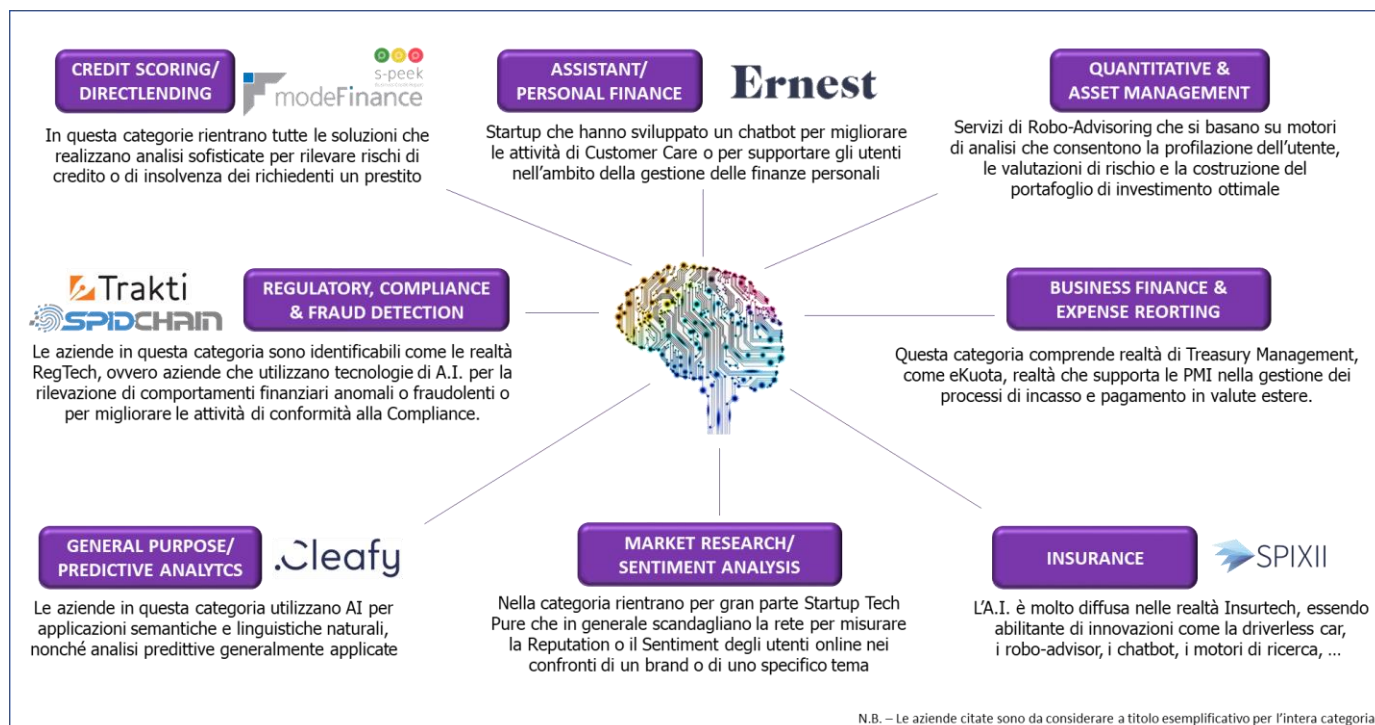 CREDIT SCORING/
DIRECTLENDING
s-peek
modeFinance
In questa categorie rientrano tutte le soluzioni che
realizzano analisi sofisticate per rilevare rischi di
credito o di insolvenza dei richiedenti un prestito
ASSISTANT/
PERSONAL FINANCE
Ernest
Startup che hanno sviluppato un chatbot per migliorare
le attività di Customer Care o per supportare gli utenti
nell'ambito della gestione delle finanze personali
QUANTITATIVE &
ASSET MANAGEMENT
Servizi di Robo-Advisoring che si basano su motori
di analisi che consentono la profilazione dell'utente,
le valutazioni di rischio e la costruzione del
portafoglio di investimento ottimale
Trakti
SPIDCHAIN
REGULATORY, COMPLIANCE
& FRAUD DETECTION
Le aziende in questa categoria sono identificabili come le realtà
RegTech, ovvero aziende che utilizzano tecnologie di A.I. per la
rilevazione di comportamenti finanziari anomali o fraudolenti o
per migliorare le attività di conformità alla Compliance.
BUSINESS FINANCE &
EXPENSE REORTING
Questa categoria comprende realtà di Treasury Management,
come eKuota, realtà che supporta le PMI nella gestione dei
processi di incasso e pagamento in valute estere.
GENERAL PURPOSE/
PREDICTIVE ANALYTCS
.Cleafy
Le aziende in questa categoria utilizzano AI per
applicazioni semantiche e linguistiche naturali,
nonché analisi predittive generalmente applicate
MARKET RESEARCH/
SENTIMENT ANALYSIS
Nella categoria rientrano per gran parte Startup Tech
Pure che in generale scandagliano la rete per misurare
la Reputation o il Sentiment degli utenti online nei
confronti di un brand o di uno specifico tema
INSURANCE
SPIXII
L'A.I. è molto diffusa nelle realtà Insurtech, essendo
abilitante di innovazioni come la driverless car,
i robo-advisor, i chatbot, i motori di ricerca, ...
N.B. – Le aziende citate sono da considerare a titolo esemplificativo per l'intera categoria